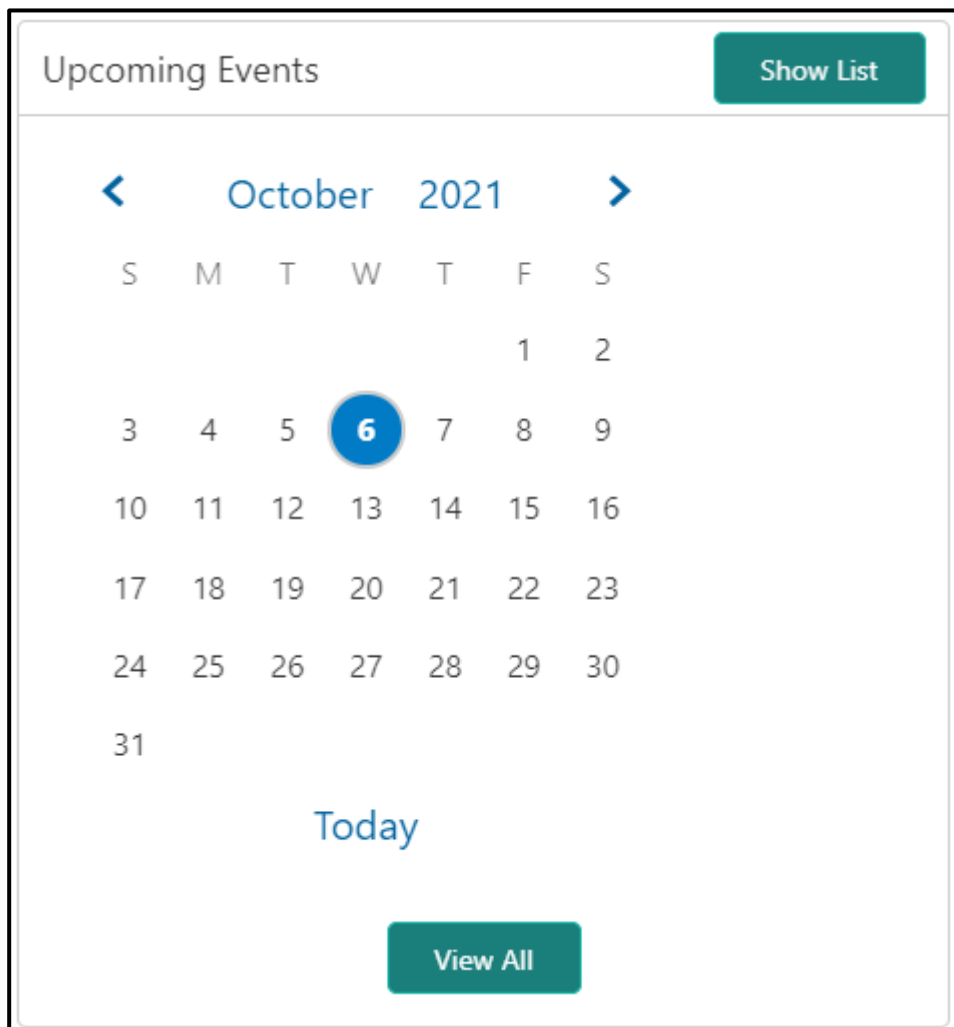 Upcoming Events Show List
October 2021
S M T W T F S
1 2
3 4 5 6 7 8 9
10 11 12 13 14 15 16
17 18 19 20 21 22 23
24 25 26 27 28 29 30
31
Today
View All